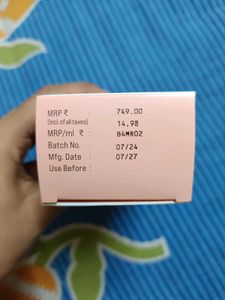 MRP ₹ : 749.00
(Incl. of all taxes)
MRP/ml ₹ : 14.98
Batch No. : B4MR02
Mfg. Date : 07/24
Use Before : 07/27